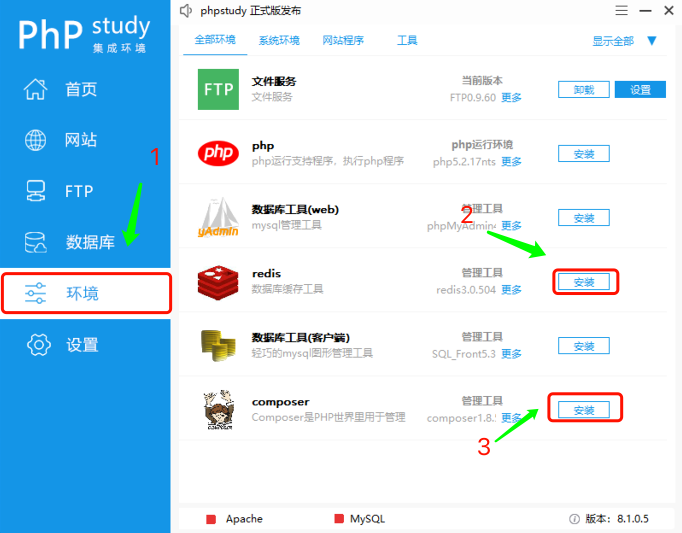 phpstudy 正式版发布
PhP study
集成环境
首页
网站
FTP
数据库
环境
设置
1
全部环境 系统环境 网站程序 工具 显示全部
FTP 文件服务 当前版本
文件服务 FTP0.9.60 更多 卸载 设置
php php php运行环境
php运行支持程序，执行php程序 php5.2.17nts 更多 安装
数据库工具(web) 管理工具
yAdmin mysql管理工具 phpMyAdmin 更多 安装
2
redis 管理工具
数据库缓存工具 redis3.0.504 更多 安装
数据库工具(客户端) 管理工具
轻巧的mysql图形管理工具 SQL_Front5.3 更多 安装
composer 管理工具
Composer是PHP世界里用于管理 composer1.8. 更多 安装
3
Apache MySQL 版本：8.1.0.5